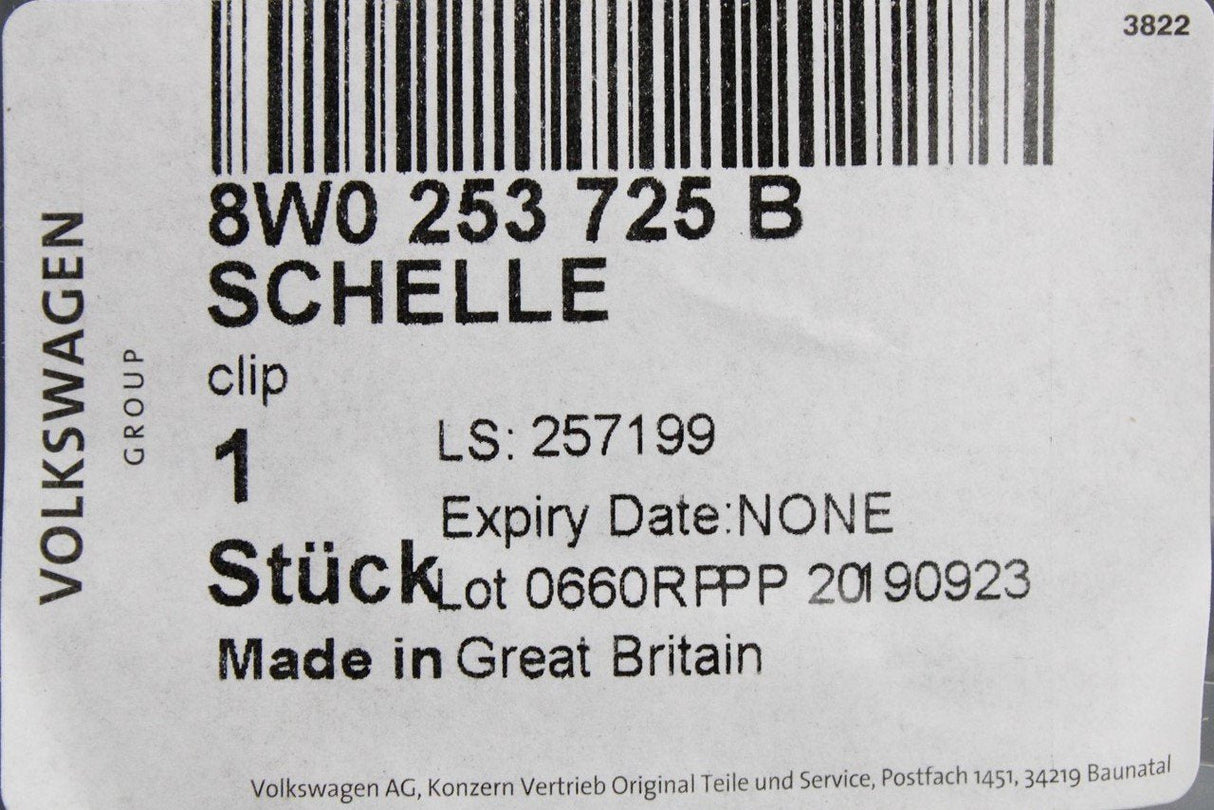 3822
8W0 253 725 B
SCHELLE
clip
1
LS: 257199
Expiry Date:NONE
Stück
Lot 0660RPPP 20190923
Made in Great Britain
VOLKSWAGEN
GROUP
Volkswagen AG, Konzern Vertrieb Original Teile und Service, Postfach 1451, 34219 Baunatal